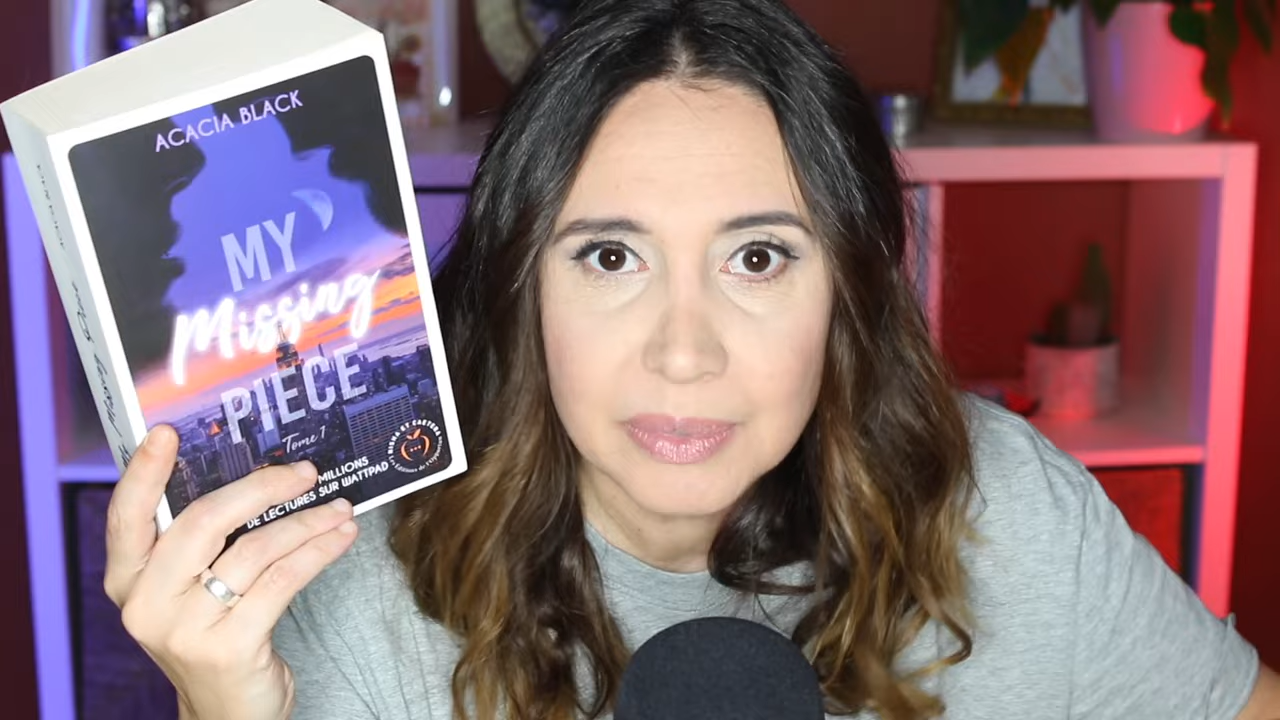 ACACIA BLACK
MY
Missing
PIECE
Tome 1
MILLIONS
DE LECTURES SUR WATTPAD